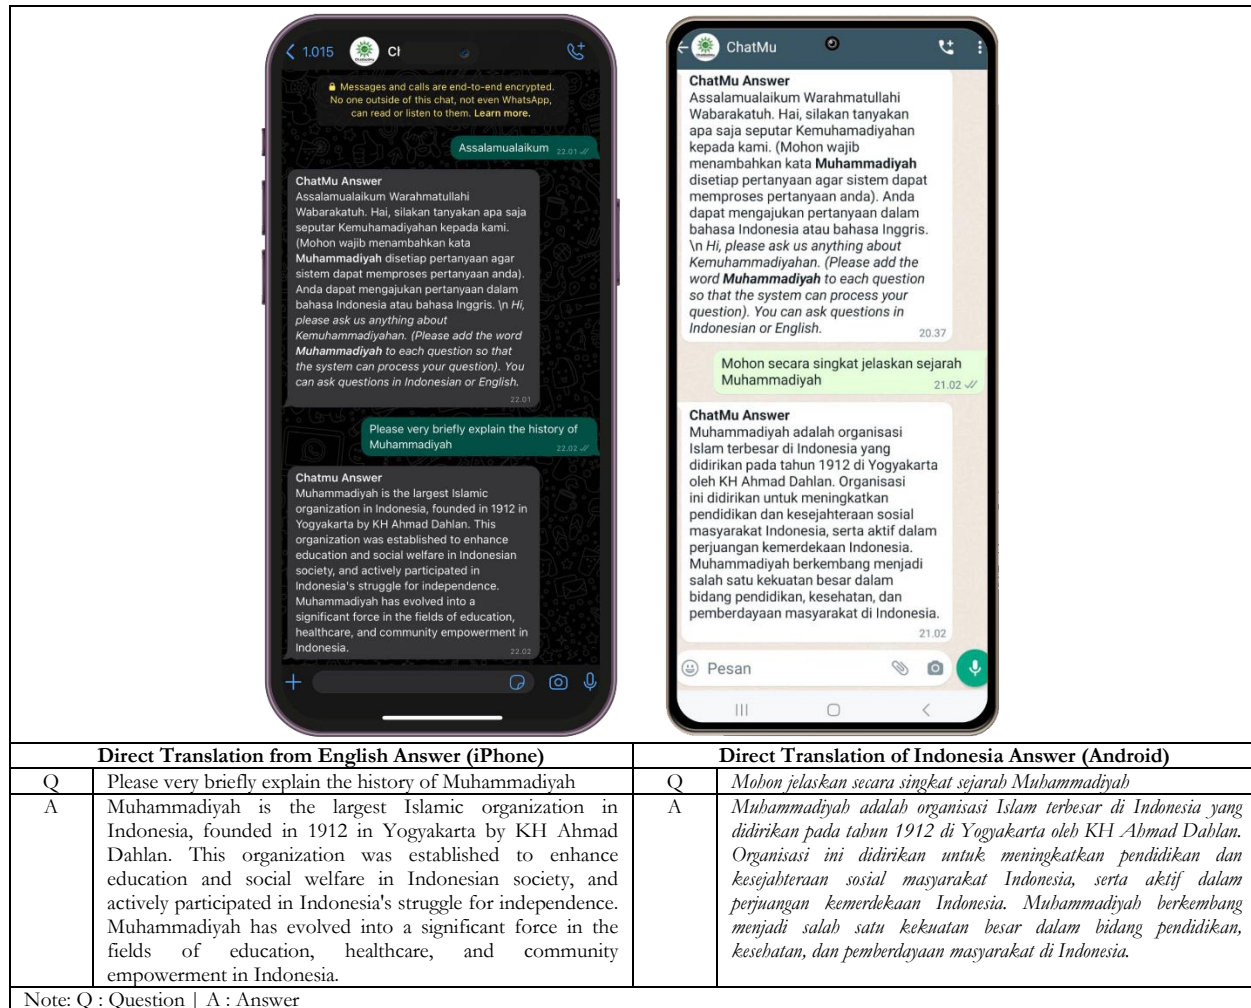 1.015
Ch
Messages and calls are end-to-end encrypted.
No one outside of this chat, not even WhatsApp,
can read or listen to them. Learn more.
Assalamualaikum 22.01
ChatMu Answer
Assalamualaikum Warahmatullahi
Wabarakatuh. Hai, silakan tanyakan apa saja
seputar Kemuhamadiyahan kepada kami.
(Mohon wajib menambahkan kata
Muhammadiyah disetiap pertanyaan agar
sistem dapat memproses pertanyaan anda).
Anda dapat mengajukan pertanyaan dalam
bahasa Indonesia atau bahasa Inggris. \n Hi,
please ask us anything about
Kemuhammadiyahan. (Please add the word
Muhammadiyah to each question so that
the system can process your question). You
can ask questions in Indonesian or English.
22.01
Please very briefly explain the history of
Muhammadiyah 22.02
Chatmu Answer
Muhammadiyah is the largest Islamic
organization in Indonesia, founded in 1912 in
Yogyakarta by KH Ahmad Dahlan. This
organization was established to enhance
education and social welfare in Indonesian
society, and actively participated in
Indonesia's struggle for independence.
Muhammadiyah has evolved into a
significant force in the fields of education,
healthcare, and community empowerment in
Indonesia. 22.02
ChatMu
ChatMu Answer
Assalamualaikum Warahmatullahi
Wabarakatuh. Hai, silakan tanyakan
apa saja seputar Kemuhamadiyahan
kepada kami. (Mohon wajib
menambahkan kata Muhammadiyah
disetiap pertanyaan agar sistem dapat
memproses pertanyaan anda). Anda
dapat mengajukan pertanyaan dalam
bahasa Indonesia atau bahasa Inggris.
\n Hi, please ask us anything about
Kemuhammadiyahan. (Please add the
word Muhammadiyah to each question
so that the system can process your
question). You can ask questions in
Indonesian or English. 20.37
Mohon secara singkat jelaskan sejarah
Muhammadiyah 21.02
ChatMu Answer
Muhammadiyah adalah organisasi
Islam terbesar di Indonesia yang
didirikan pada tahun 1912 di Yogyakarta
oleh KH Ahmad Dahlan. Organisasi
ini didirikan untuk meningkatkan
pendidikan dan kesejahteraan sosial
masyarakat Indonesia, serta aktif dalam
perjuangan kemerdekaan Indonesia.
Muhammadiyah berkembang menjadi
salah satu kekuatan besar dalam
bidang pendidikan, kesehatan, dan
pemberdayaan masyarakat di Indonesia.
21.02
Pesan
Direct Translation from English Answer (iPhone)
Q Please very briefly explain the history of Muhammadiyah
A Muhammadiyah is the largest Islamic organization in
Indonesia, founded in 1912 in Yogyakarta by KH Ahmad
Dahlan. This organization was established to enhance
education and social welfare in Indonesian society, and
actively participated in Indonesia's struggle for independence.
Muhammadiyah has evolved into a significant force in the
fields of education, healthcare, and community
empowerment in Indonesia.
Direct Translation of Indonesia Answer (Android)
Q Mohon jelaskan secara singkat sejarah Muhammadiyah
A Muhammadiyah adalah organisasi Islam terbesar di Indonesia yang
didirikan pada tahun 1912 di Yogyakarta oleh KH Ahmad Dahlan.
Organisasi ini didirikan untuk meningkatkan pendidikan dan
kesejahteraan sosial masyarakat Indonesia, serta aktif dalam
perjuangan kemerdekaan Indonesia. Muhammadiyah berkembang
menjadi salah satu kekuatan besar dalam bidang pendidikan,
kesehatan, dan pemberdayaan masyarakat di Indonesia.
Note: Q : Question | A : Answer